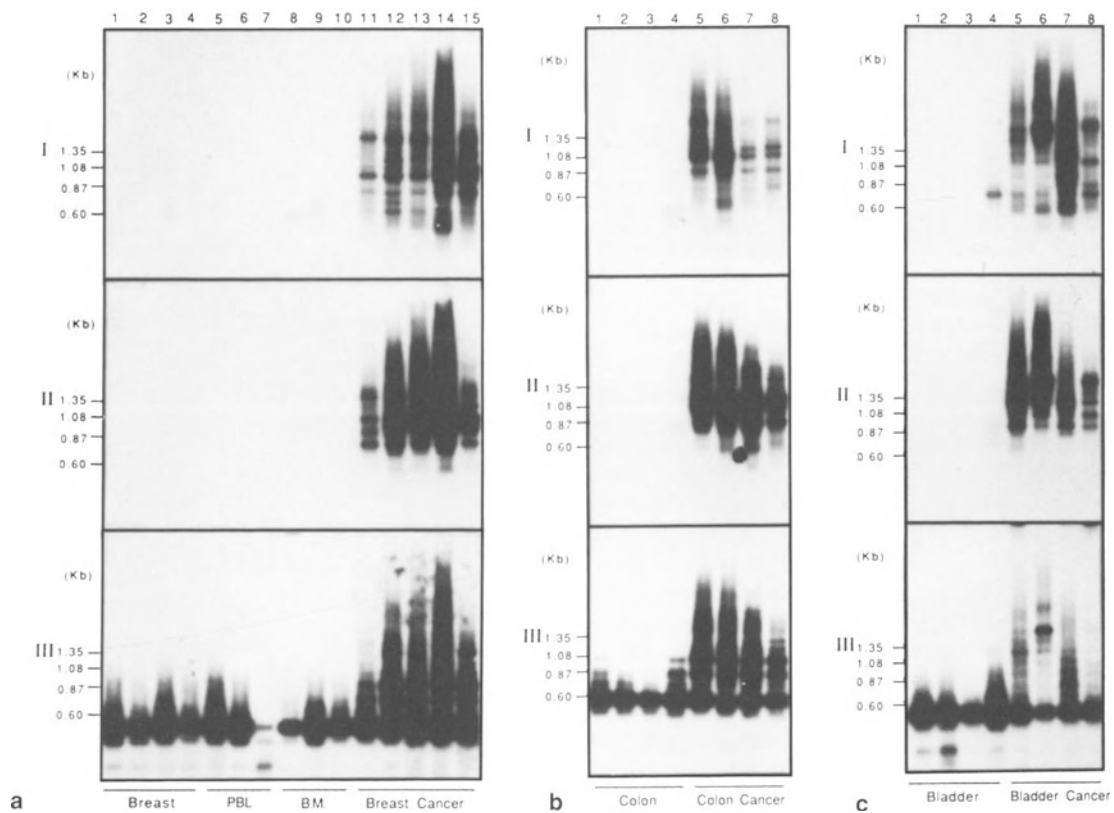 1 2 3 4 5 6 7 8 9 10 11 12 13 14 15
(Kb)
I
1.35
1.08
0.87
0.60
(Kb)
II
1.35
1.08
0.87
0.60
(Kb)
III
1.35
1.08
0.87
0.60
a
Breast PBL B.M. Breast Cancer
1 2 3 4 5 6 7 8
(Kb)
I
1.35
1.08
0.87
0.60
(Kb)
II
1.35
1.08
0.87
0.60
(Kb)
III
1.35
1.08
0.87
0.60
b
Colon Colon Cancer
1 2 3 4 5 6 7 8
(Kb)
I
1.35
1.08
0.87
0.60
(Kb)
II
1.35
1.08
0.87
0.60
(Kb)
III
1.35
1.08
0.87
0.60
c
Bladder Bladder Cancer